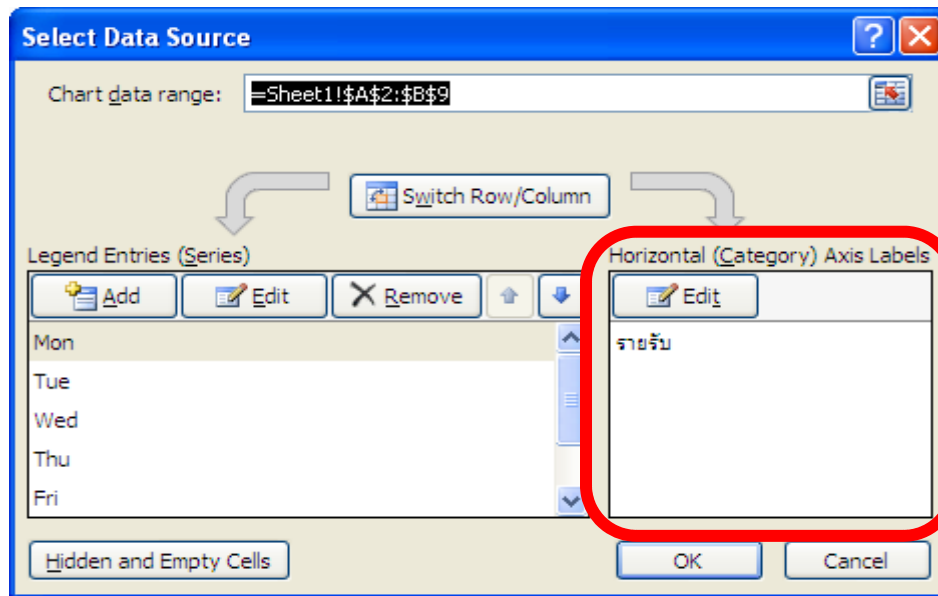 Select Data Source
Chart data range: =Sheet1!$A$2:$B$9
Switch Row/Column
Legend Entries (Series)
Add Edit Remove
Mon
Tue
Wed
Thu
Fri
Horizontal (Category) Axis Labels
Edit
รายรับ
Hidden and Empty Cells
OK Cancel